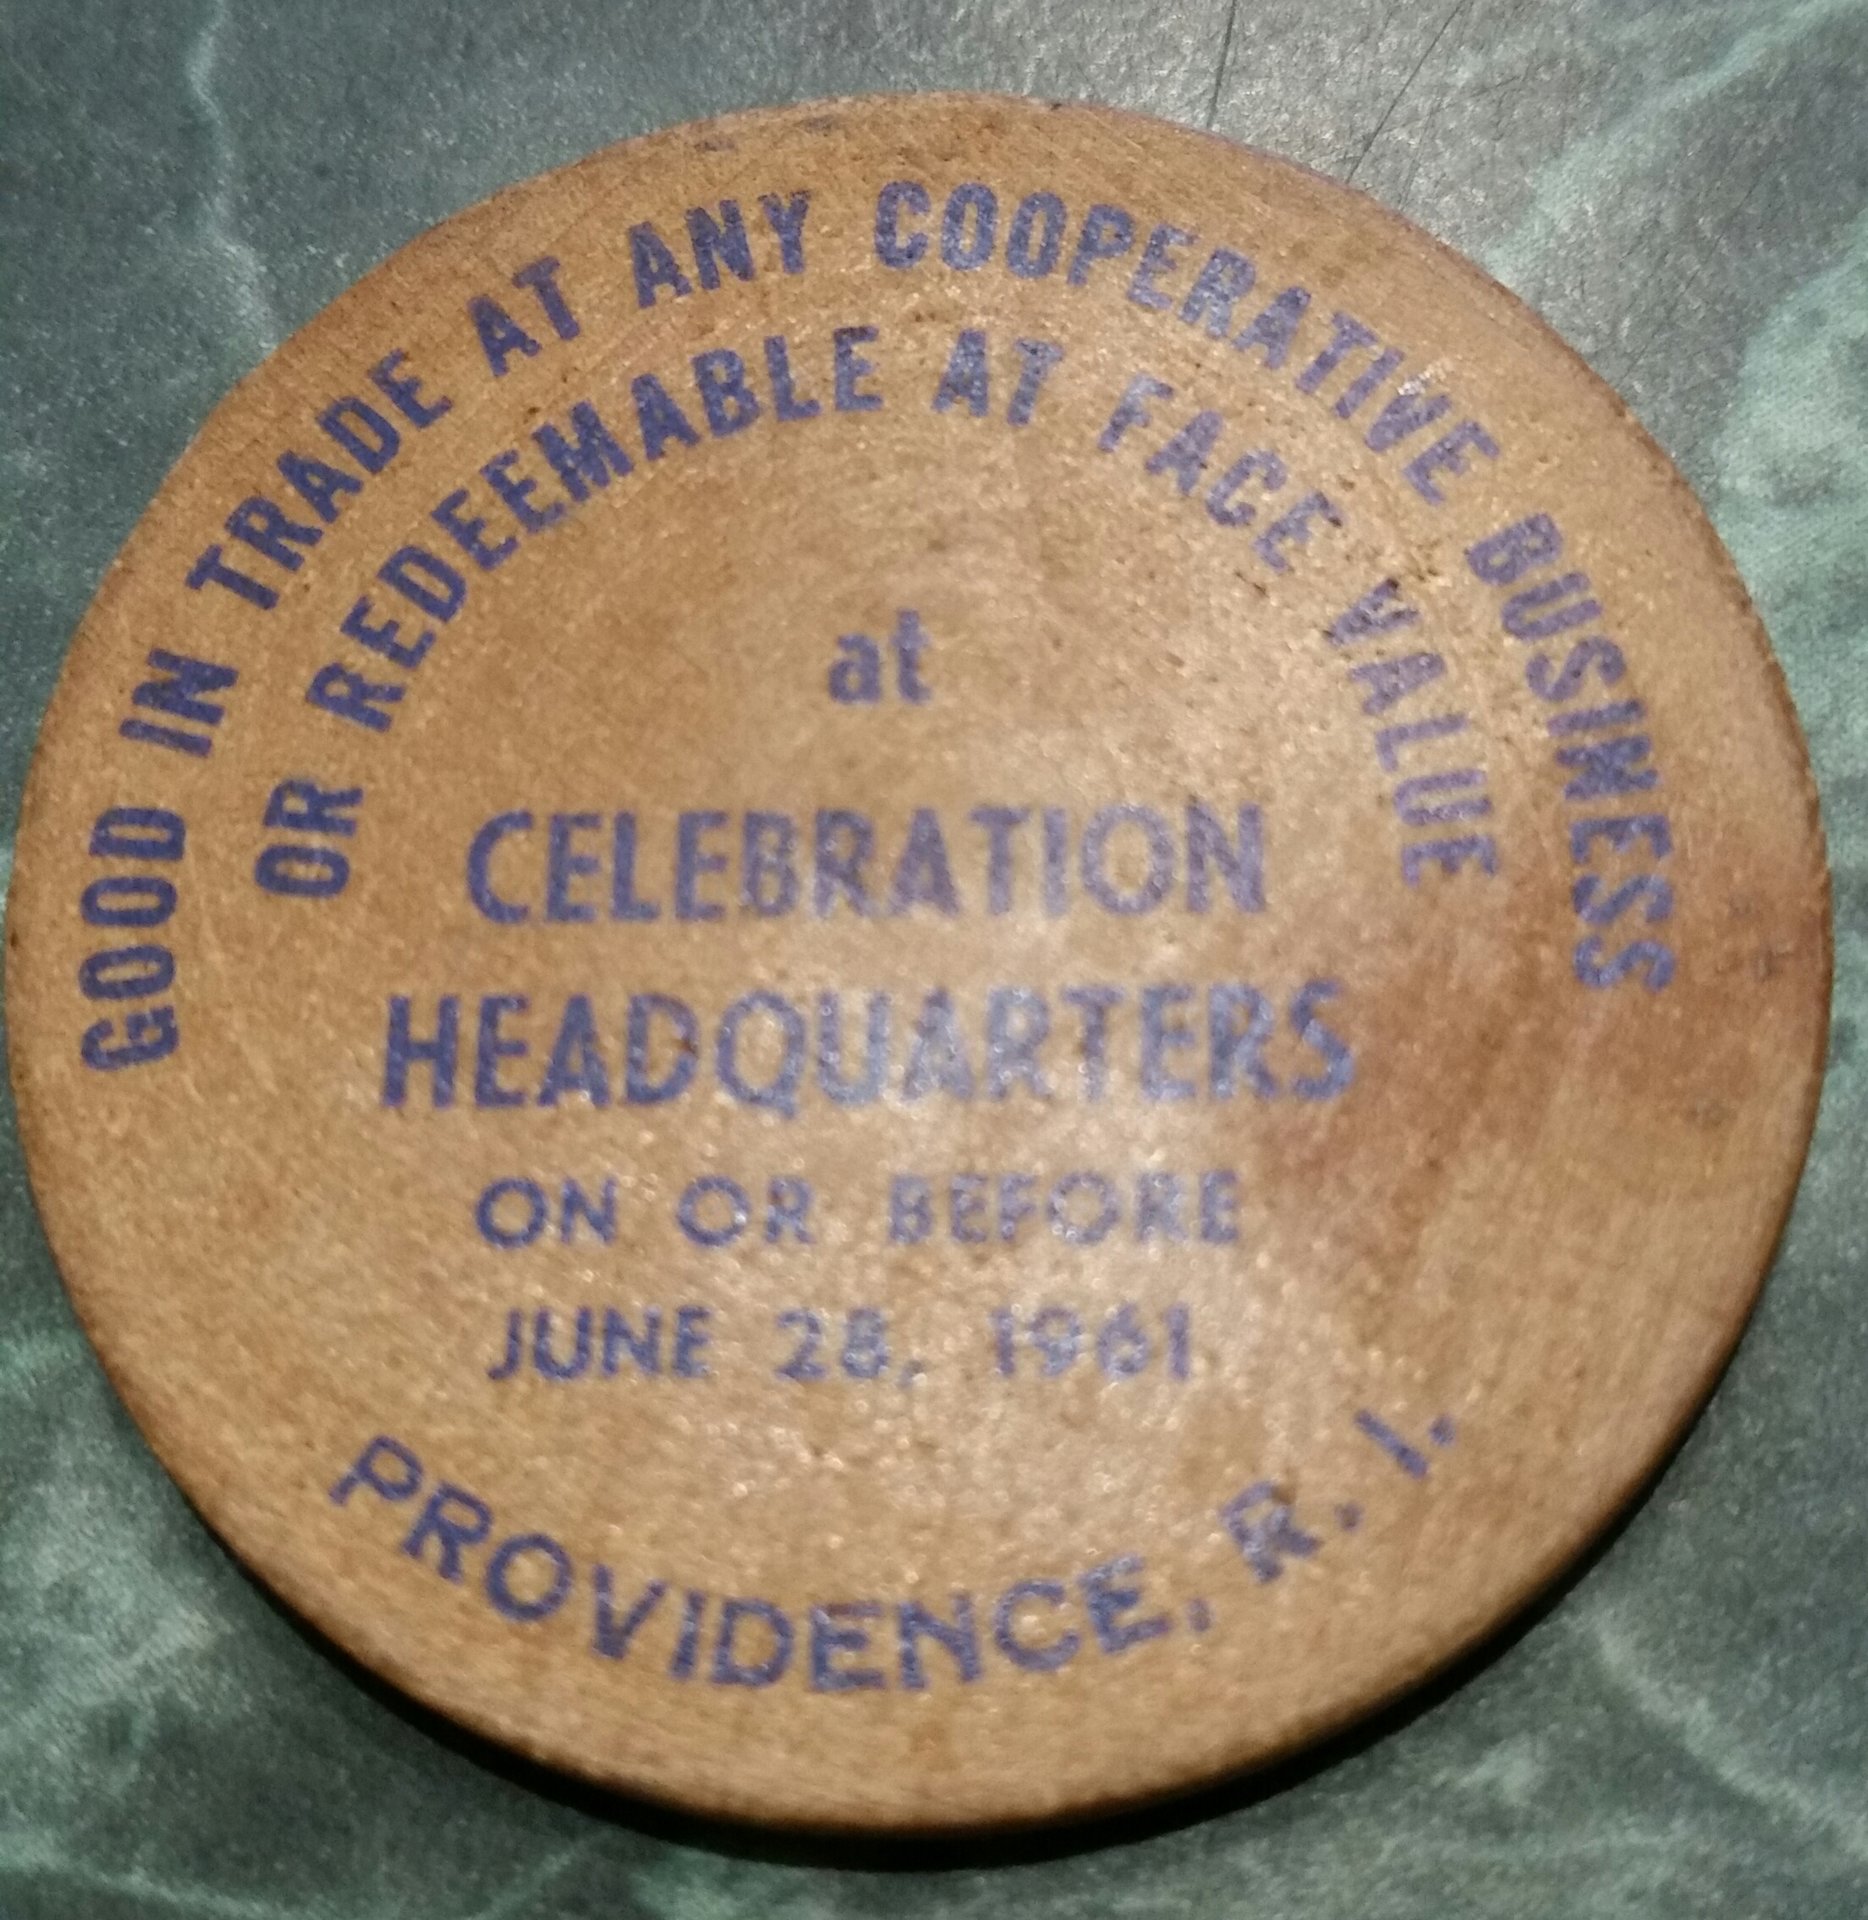 GOOD IN TRADE AT ANY COOPERATIVE BUSINESS
OR REDEEMABLE AT FACE VALUE
at
CELEBRATION
HEADQUARTERS
ON OR BEFORE
JUNE 28, 1961
PROVIDENCE, R. I.